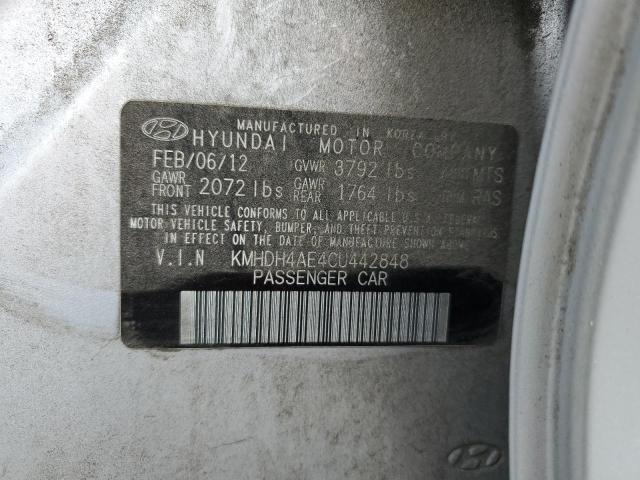 MANUFACTURED IN KOREA BY
HYUNDAI MOTOR COMPANY
FEB/06/12 GVWR 3792 lbs
GAWR FRONT 2072 lbs GAWR REAR 1764 lbs RAS
THIS VEHICLE CONFORMS TO ALL APPLICABLE U.S.A. FEDERAL
MOTOR VEHICLE SAFETY, BUMPER, AND THEFT PREVENTION STANDARDS
IN EFFECT ON THE DATE OF MANUFACTURE SHOWN ABOVE.
V.I.N KMHDH4AE4CU442848
PASSENGER CAR